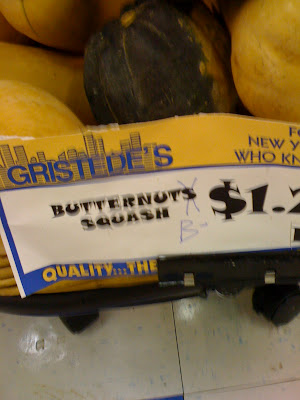 GRISTEDE'S
NEW Y
WHO KN
BUTTERNUTS
SQUASH
$1.2
QUALITY...THE